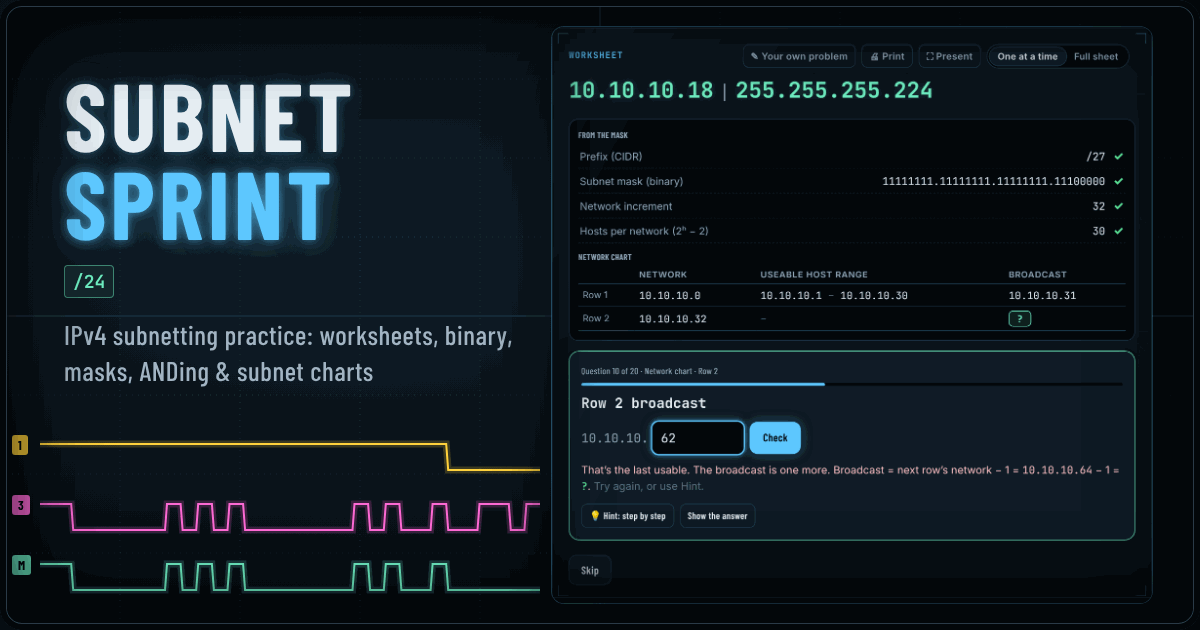 SUBNET
SPRINT
/24
IPv4 subnetting practice: worksheets, binary,
masks, ANDing & subnet charts
1
3
M
WORKSHEET
✎ Your own problem
🖨 Print
⛶ Present
One at a time
Full sheet
10.10.10.18 | 255.255.255.224
FROM THE MASK
Prefix (CIDR) /27 ✓
Subnet mask (binary) 11111111.11111111.11111111.11100000 ✓
Network increment 32 ✓
Hosts per network (2ʰ − 2) 30 ✓
NETWORK CHART
NETWORK USEABLE HOST RANGE BROADCAST
Row 1 10.10.10.0 10.10.10.1 – 10.10.10.30 10.10.10.31
Row 2 10.10.10.32 – ?
Question 10 of 20 · Network chart · Row 2
Row 2 broadcast
10.10.10. 62 Check
That's the last usable. The broadcast is one more. Broadcast = next row's network − 1 = 10.10.10.64 − 1 =
?. Try again, or use Hint.
💡 Hint: step by step
Show the answer
Skip